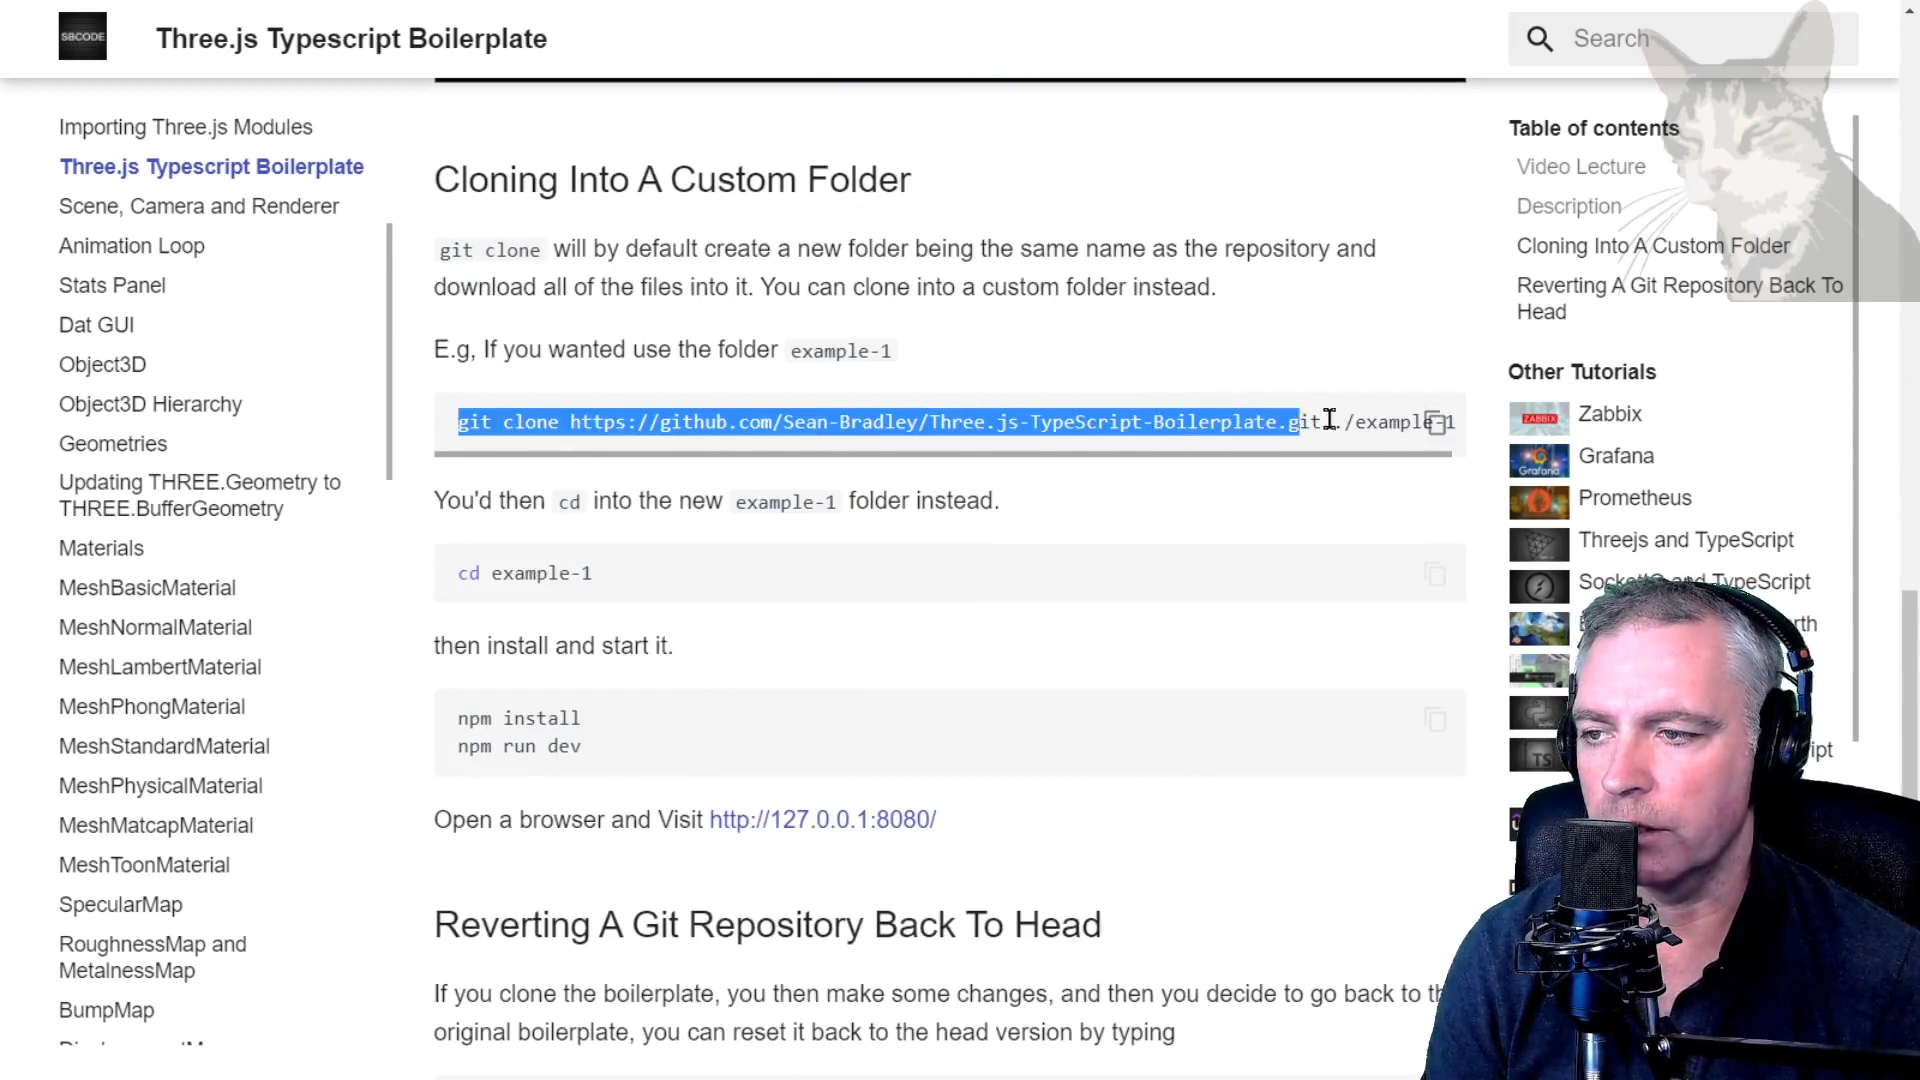 SBCODE
Three.js Typescript Boilerplate
Search
Importing Three.js Modules
Three.js Typescript Boilerplate
Scene, Camera and Renderer
Animation Loop
Stats Panel
Dat GUI
Object3D
Object3D Hierarchy
Geometries
Updating THREE.Geometry to
THREE.BufferGeometry
Materials
MeshBasicMaterial
MeshNormalMaterial
MeshLambertMaterial
MeshPhongMaterial
MeshStandardMaterial
MeshPhysicalMaterial
MeshMatcapMaterial
MeshToonMaterial
SpecularMap
RoughnessMap and
MetalnessMap
BumpMap
Cloning Into A Custom Folder
git clone will by default create a new folder being the same name as the repository and
download all of the files into it. You can clone into a custom folder instead.
E.g, If you wanted use the folder example-1
git clone https://github.com/Sean-Bradley/Three.js-TypeScript-Boilerplate.git ./example-1
You'd then cd into the new example-1 folder instead.
cd example-1
then install and start it.
npm install
npm run dev
Open a browser and Visit http://127.0.0.1:8080/
Reverting A Git Repository Back To Head
If you clone the boilerplate, you then make some changes, and then you decide to go back to th
original boilerplate, you can reset it back to the head version by typing
Table of contents
Video Lecture
Description
Cloning Into A Custom Folder
Reverting A Git Repository Back To
Head
Other Tutorials
ZABBIX
Zabbix
Grafana
Grafana
Prometheus
Threejs and TypeScript
SocketIO and TypeScript
rth
TS
ipt